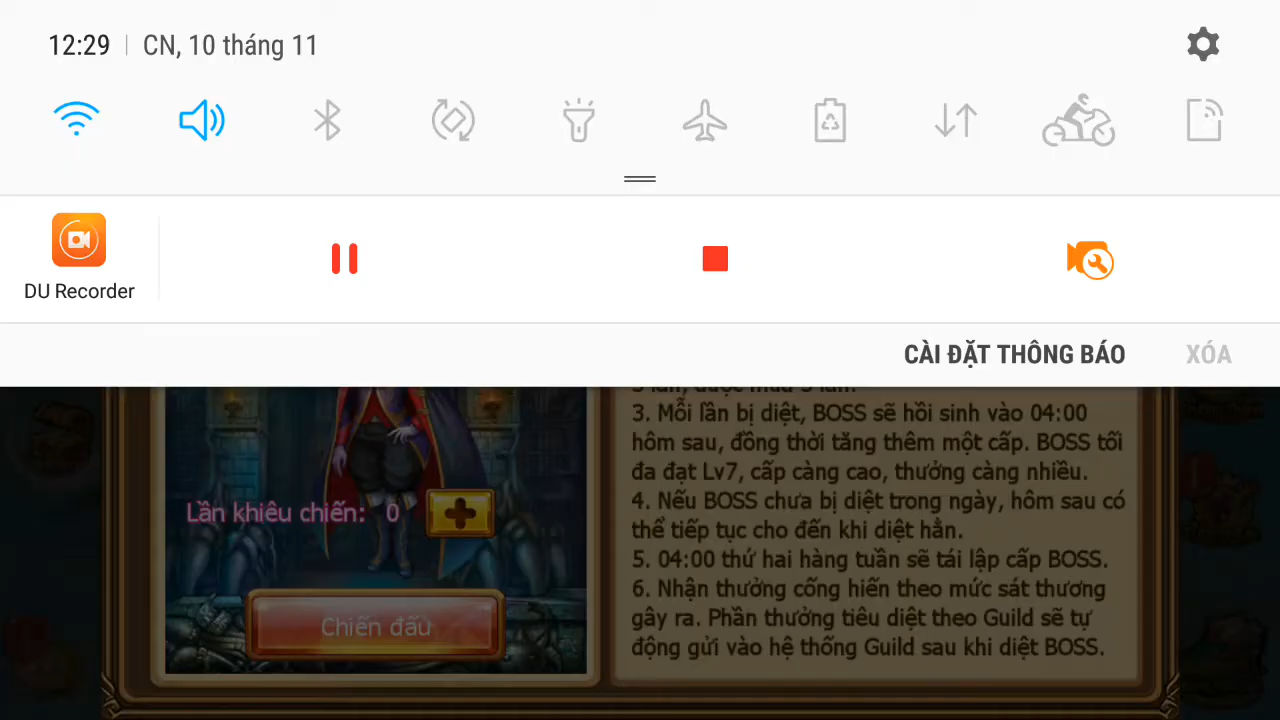 12:29 | CN, 10 tháng 11
DU Recorder
CÀI ĐẶT THÔNG BÁO XÓA
3. Mỗi lần bị diệt, BOSS sẽ hồi sinh vào 04:00
hôm sau, đồng thời tăng thêm một cấp. BOSS tối
đa đạt Lv7, cấp càng cao, thưởng càng nhiều.
4. Nếu BOSS chưa bị diệt trong ngày, hôm sau có
thể tiếp tục cho đến khi diệt hẳn.
5. 04:00 thứ hai hàng tuần sẽ tái lập cấp BOSS.
6. Nhận thưởng cống hiến theo mức sát thương
gây ra. Phần thưởng tiêu diệt theo Guild sẽ tự
động gửi vào hệ thống Guild sau khi diệt BOSS.
Lần khiêu chiến: 0
Chiến đấu